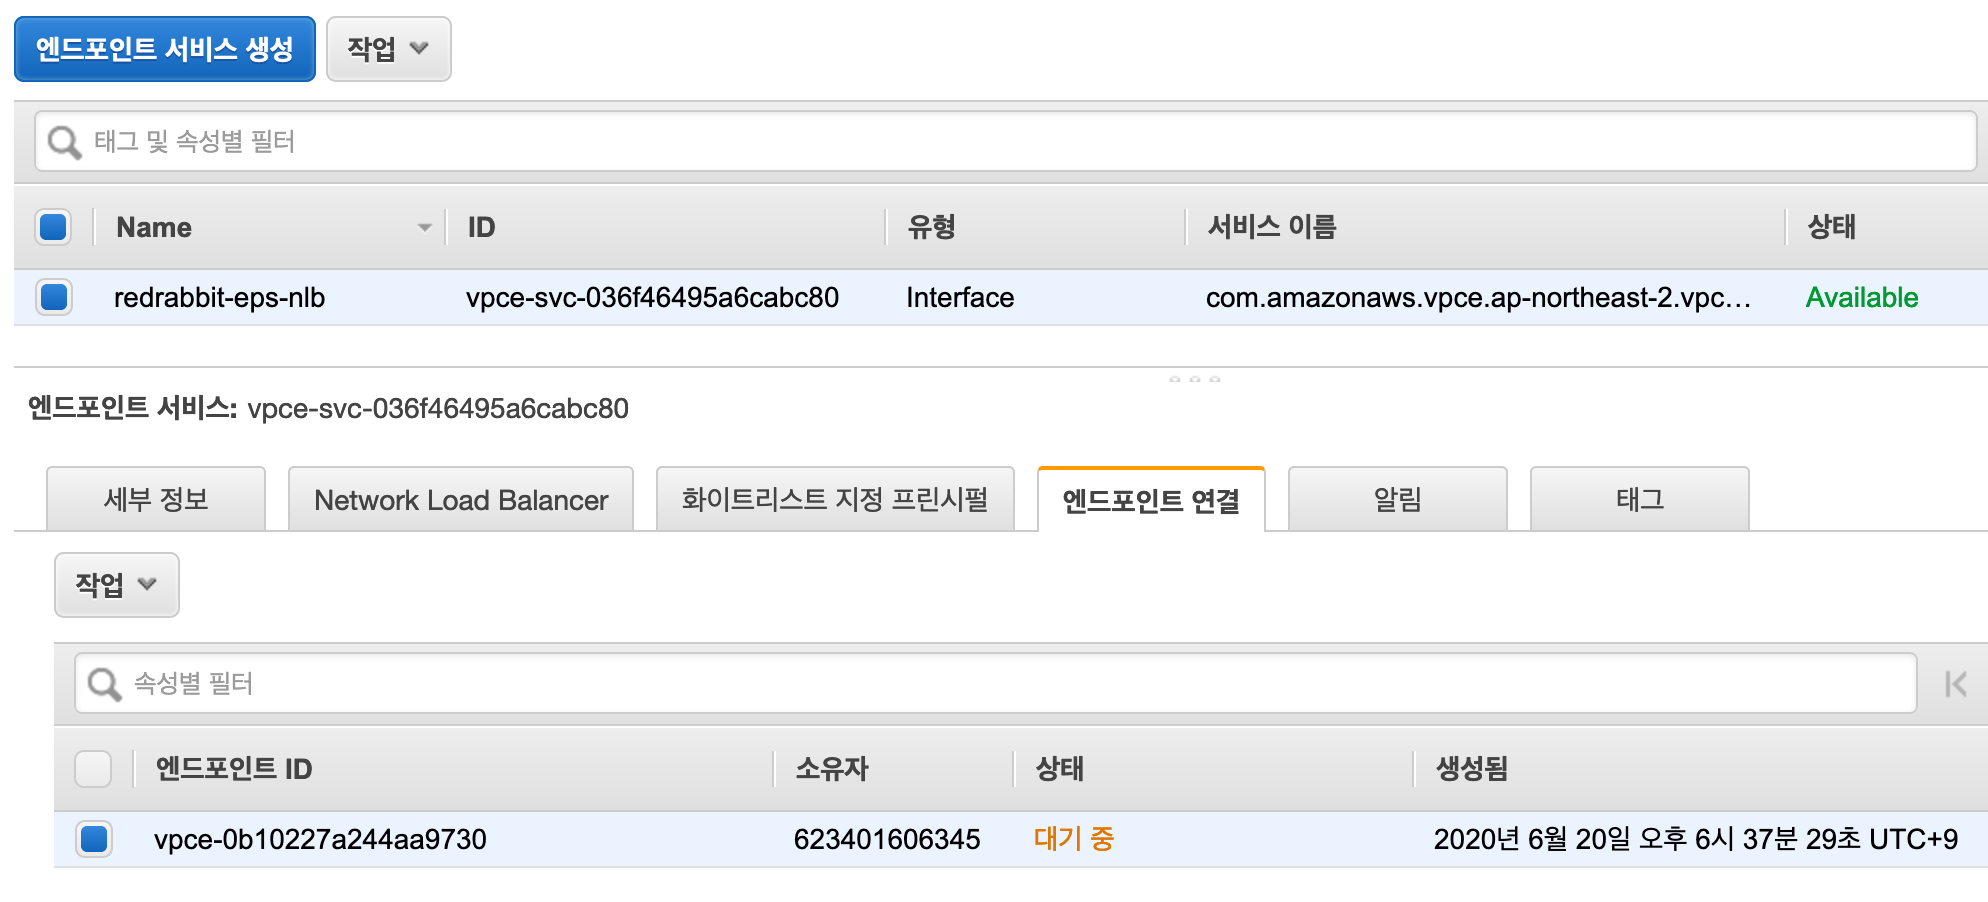 엔드포인트 서비스 생성 작업
태그 및 속성별 필터
Name ID 유형 서비스 이름 상태
redrabbit-eps-nlb vpce-svc-036f46495a6cabc80 Interface com.amazonaws.vpce.ap-northeast-2.vpc... Available
엔드포인트 서비스: vpce-svc-036f46495a6cabc80
세부 정보 Network Load Balancer 화이트리스트 지정 프린시펄 엔드포인트 연결 알림 태그
작업
속성별 필터
엔드포인트 ID 소유자 상태 생성됨
vpce-0b10227a244aa9730 623401606345 대기 중 2020년 6월 20일 오후 6시 37분 29초 UTC+9